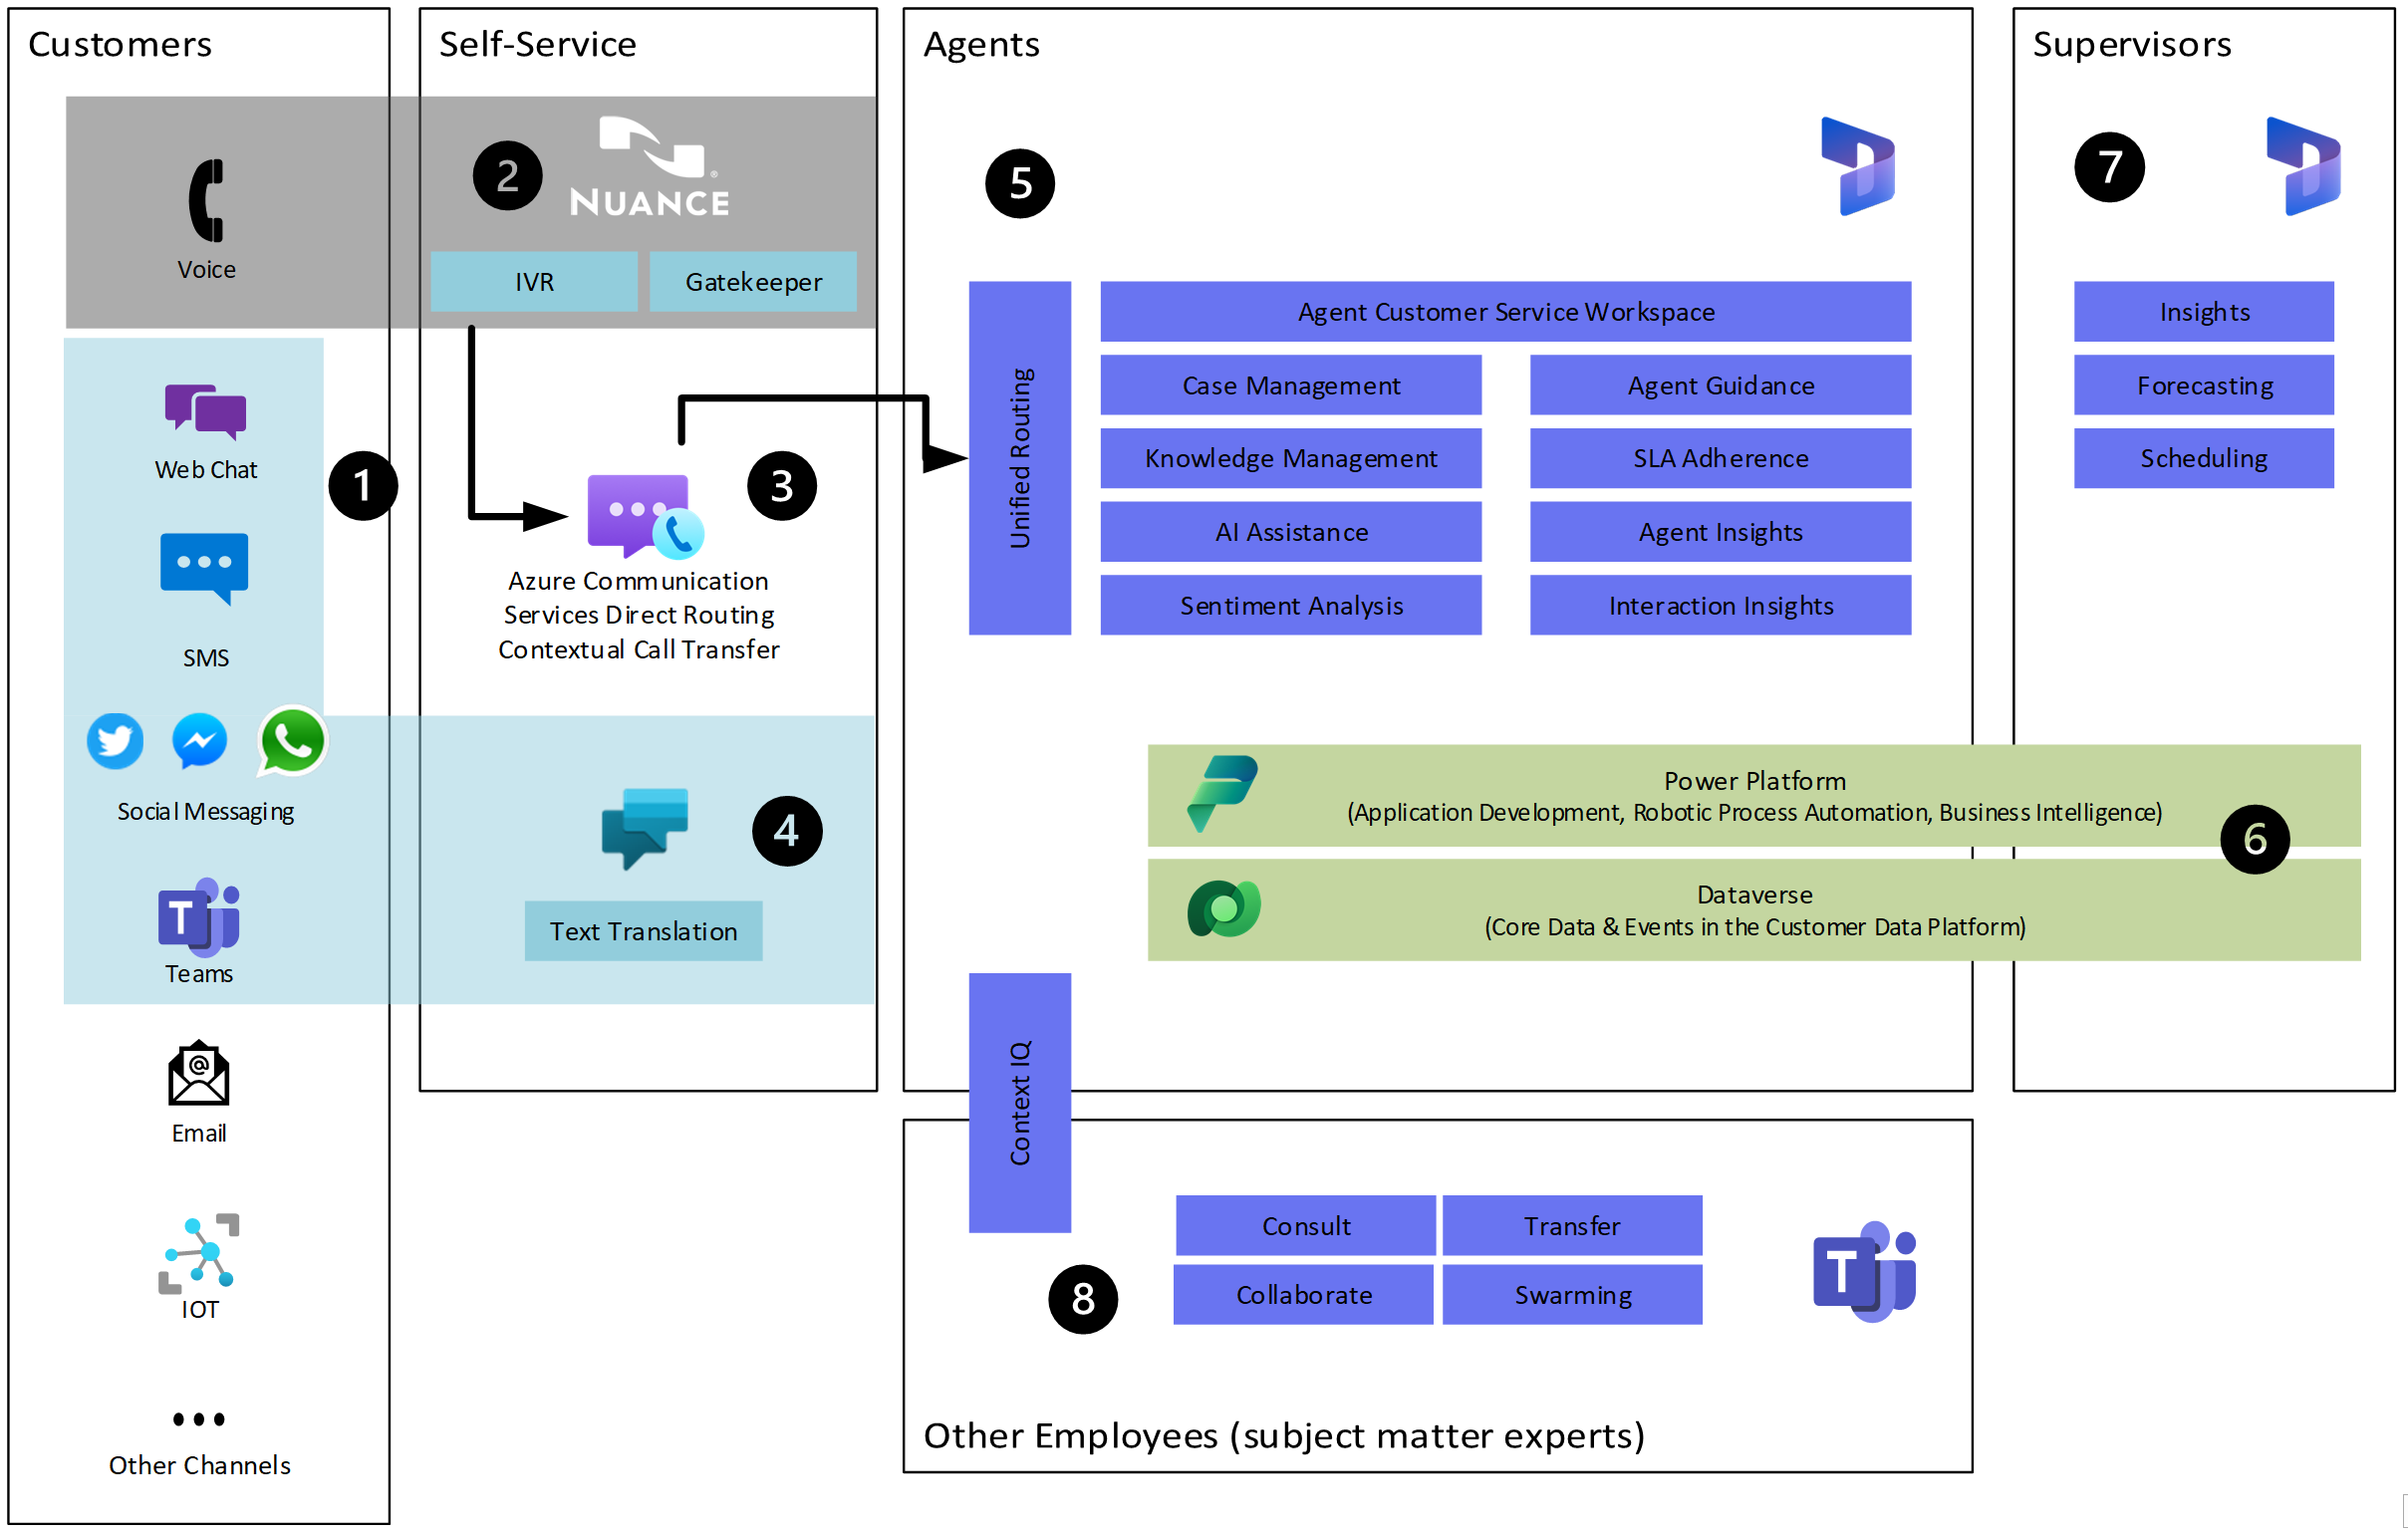 Customers
Voice
Web Chat
1
SMS
Social Messaging
T
Teams
@
Email
IOT
Other Channels
Self-Service
2
NUANCE
®
IVR
Gatekeeper
3
Azure Communication
Services Direct Routing
Contextual Call Transfer
4
Text Translation
Agents
5
Unified Routing
Agent Customer Service Workspace
Case Management
Agent Guidance
Knowledge Management
SLA Adherence
AI Assistance
Agent Insights
Sentiment Analysis
Interaction Insights
Supervisors
7
Insights
Forecasting
Scheduling
Power Platform
(Application Development, Robotic Process Automation, Business Intelligence)
6
Dataverse
(Core Data & Events in the Customer Data Platform)
Context IQ
8
Consult
Transfer
Collaborate
Swarming
T
Other Employees (subject matter experts)